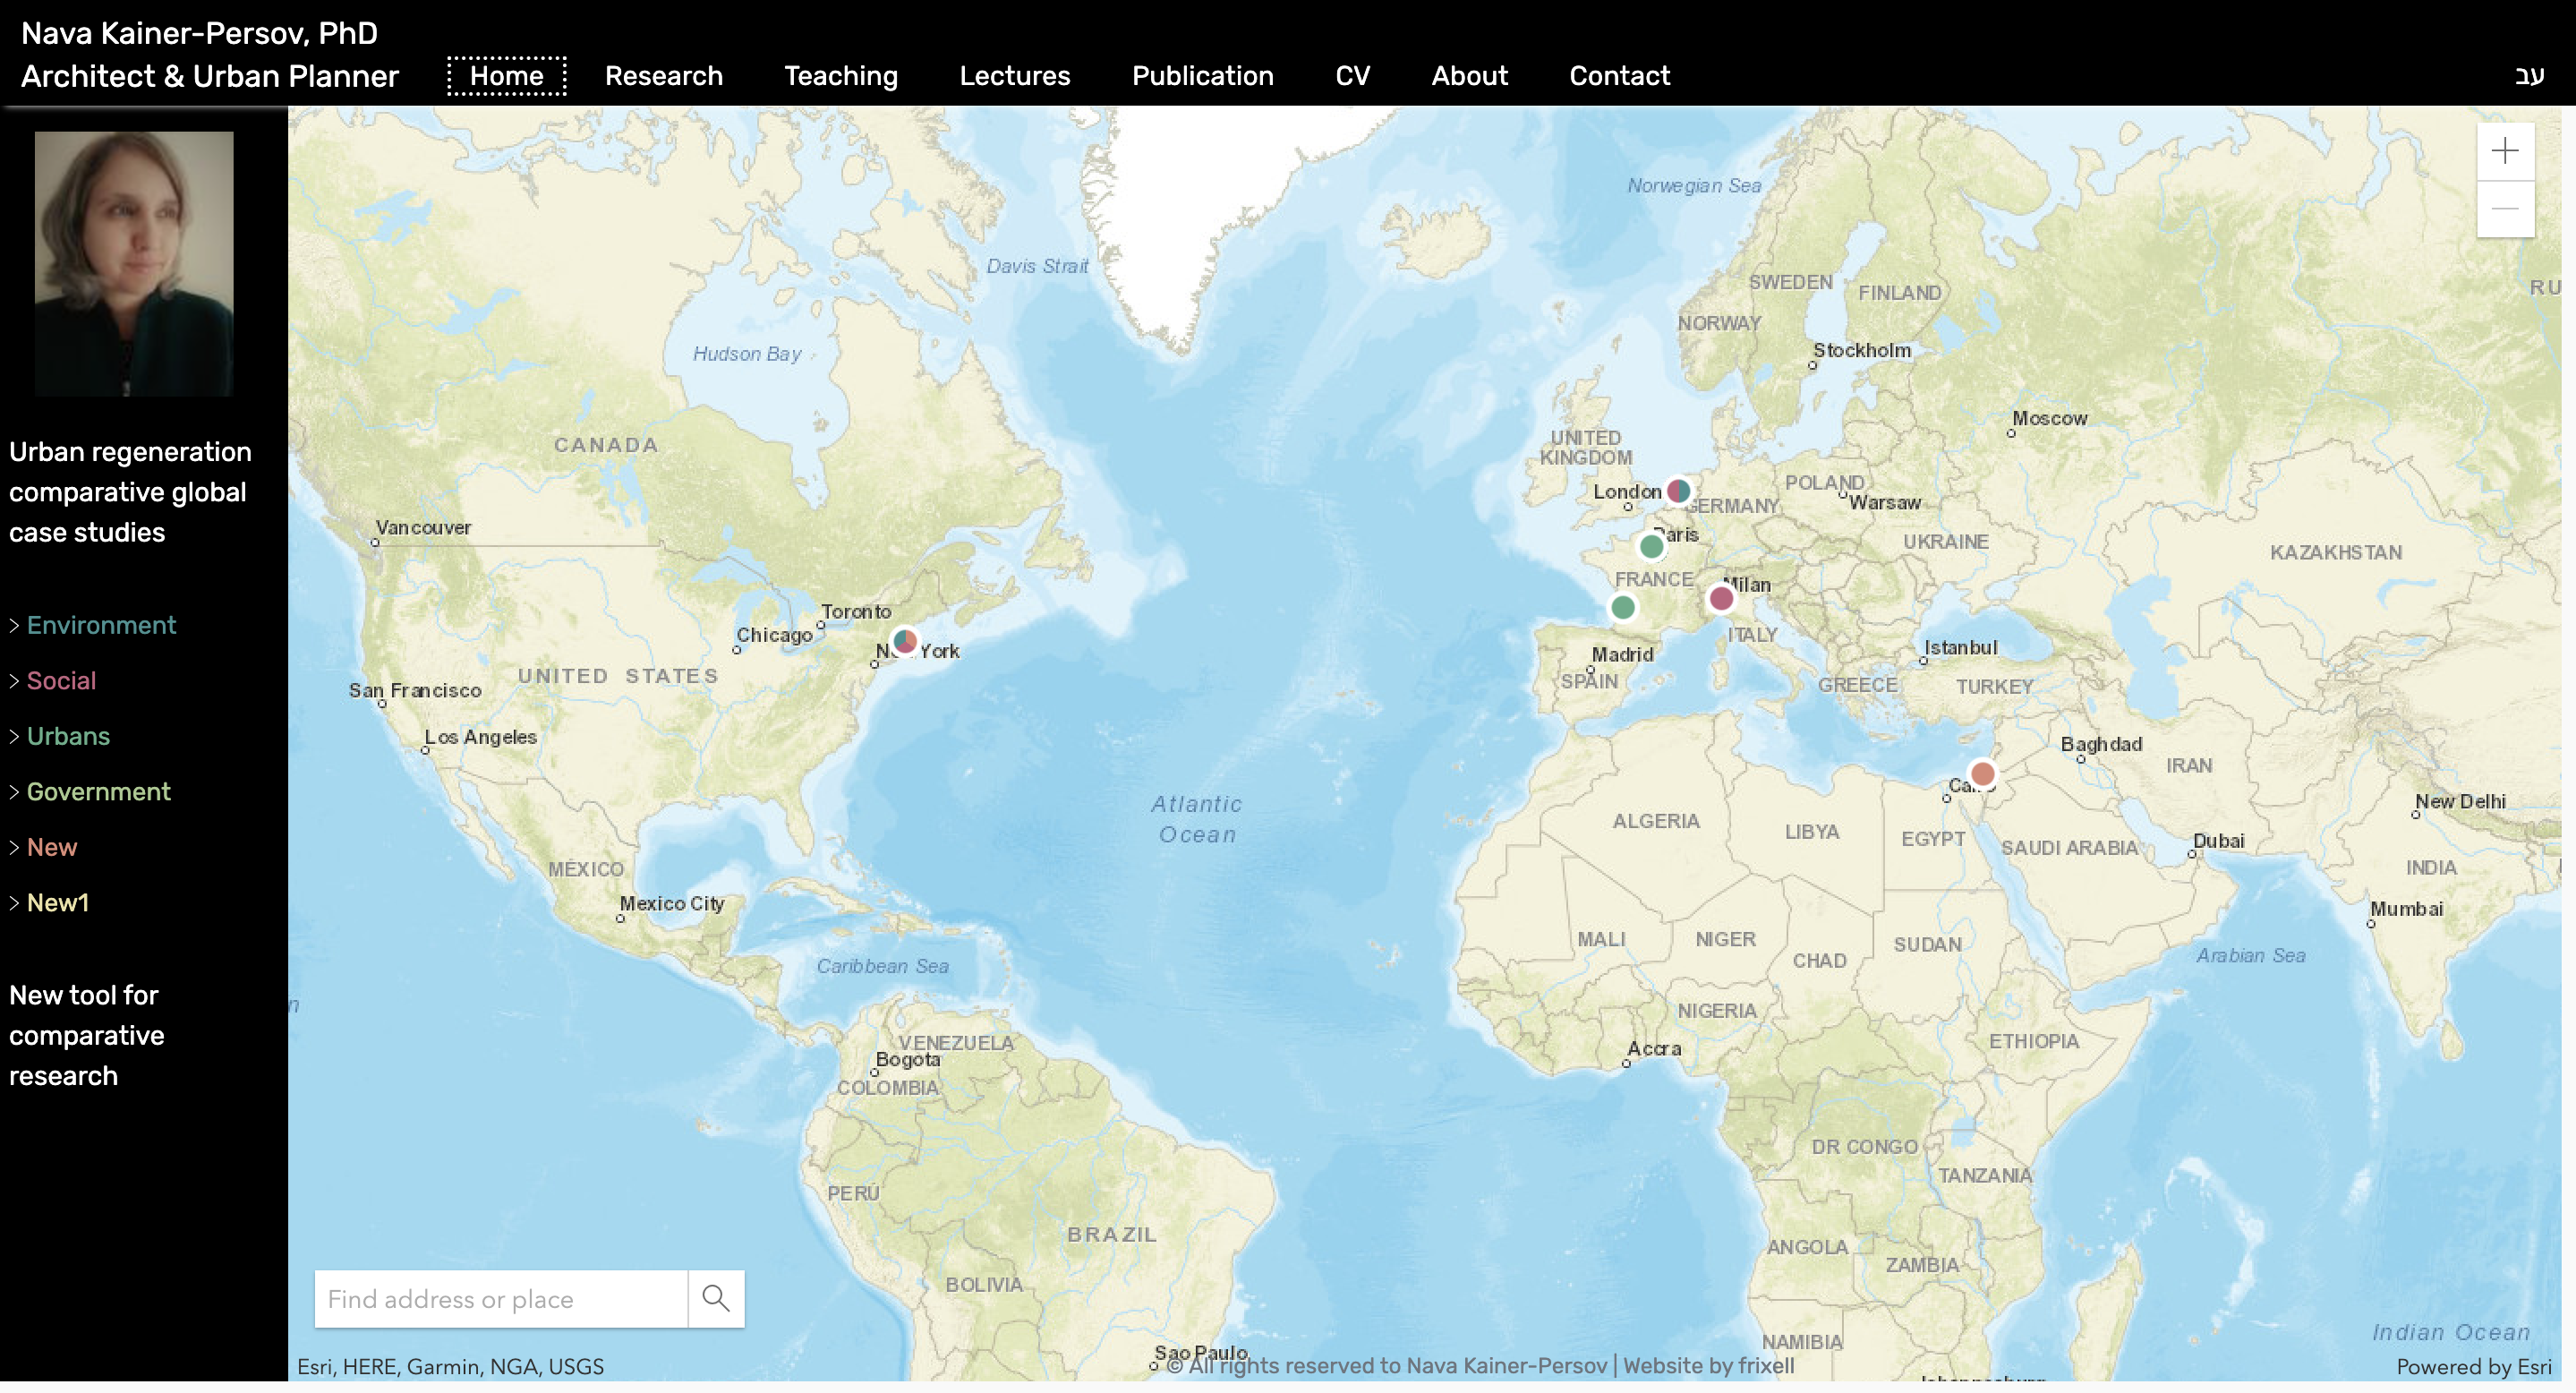 Nava Kainer-Persov, PhD
Architect & Urban Planner
Home
Research
Teaching
Lectures
Publication
CV
About
Contact
עב
Urban regeneration
comparative global
case studies
> Environment
> Social
> Urbans
> Government
> New
> New1
New tool for
comparative
research
Norwegian Sea
Davis Strait
SWEDEN
FINLAND
RU
NORWAY
Hudson Bay
Stockholm
Moscow
CANADA
UNITED
KINGDOM
POLAND
London
GERMANY
Warsaw
Vancouver
Paris
UKRAINE
KAZAKHSTAN
FRANCE
Milan
Toronto
Chicago
New York
ITALY
Istanbul
Madrid
UNITED STATES
SPAIN
GREECE
TURKEY
San Francisco
Los Angeles
Baghdad
IRAN
Cairo
New Delhi
Atlantic
Ocean
ALGERIA
LIBYA
EGYPT
SAUDI ARABIA
Dubai
MÉXICO
INDIA
Mexico City
Mumbai
MALI
NIGER
SUDAN
CHAD
Arabian Sea
Caribbean Sea
n
NIGERIA
VENEZUELA
ETHIOPIA
Bogota
Accra
COLOMBIA
DR CONGO
TANZANIA
PERÚ
BRAZIL
ANGOLA
ZAMBIA
BOLIVIA
Find address or place
Indian Ocean
NAMIBIA
Sao Paulo
Esri, HERE, Garmin, NGA, USGS
© All rights reserved to Nava Kainer-Persov | Website by frixell
Powered by Esri